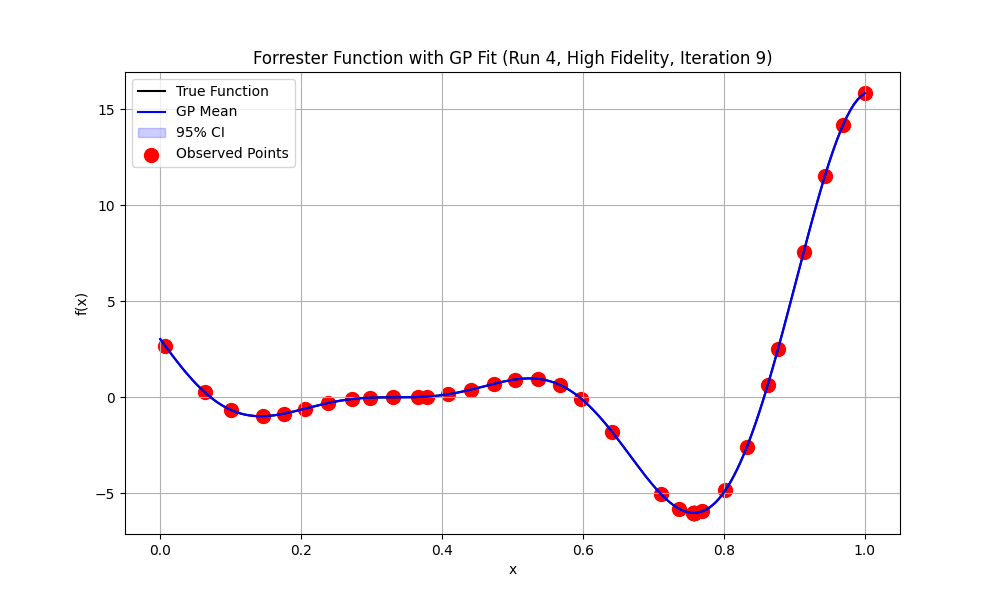 Forrester Function with GP Fit (Run 4, High Fidelity, Iteration 9)
True Function
GP Mean
95% CI
Observed Points
15
10
5
0
−5
f(x)
0.0 0.2 0.4 0.6 0.8 1.0
x